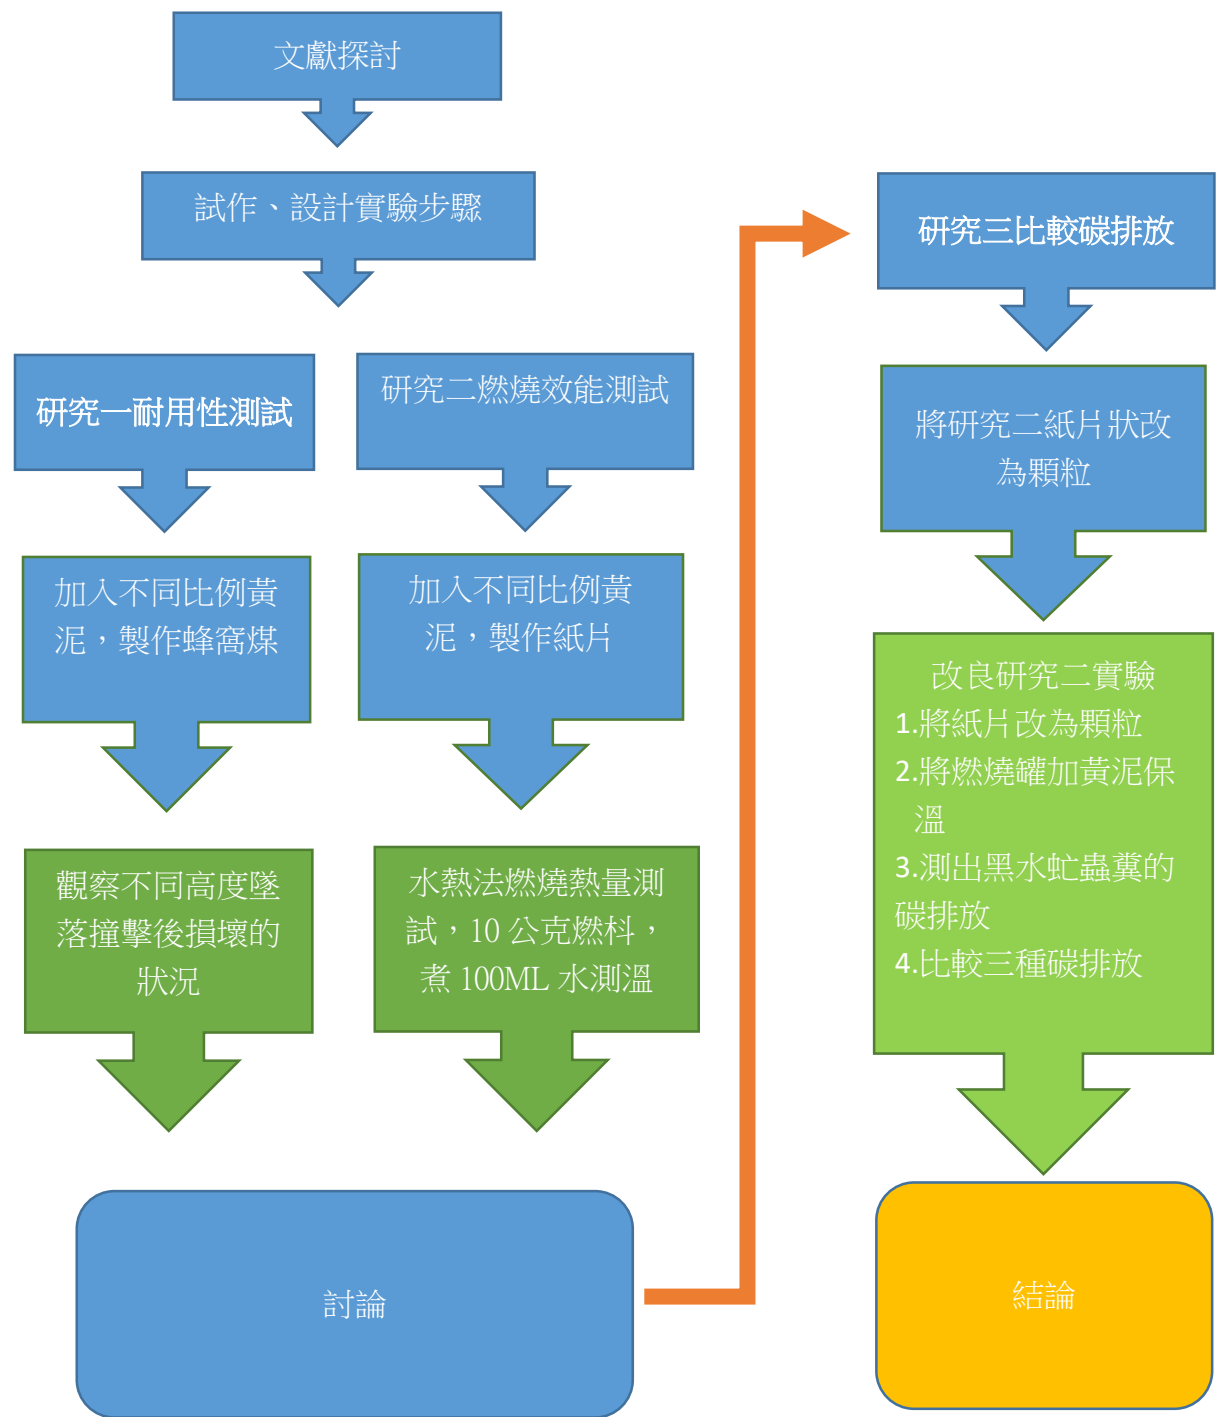 文獻探討
試作、設計實驗步驟
研究一耐用性測試
研究二燃燒效能測試
加入不同比例黃
泥，製作蜂窩煤
加入不同比例黃
泥，製作紙片
觀察不同高度墜
落撞擊後損壞的
狀況
水熱法燃燒熱量測
試，10 公克燃料，
煮 100ML 水測溫
討論
研究三比較碳排放
將研究二紙片狀改
為顆粒
改良研究二實驗
1.將紙片改為顆粒
2.將燃燒罐加黃泥保
溫
3.測出黑水虻蟲糞的
碳排放
4.比較三種碳排放
結論